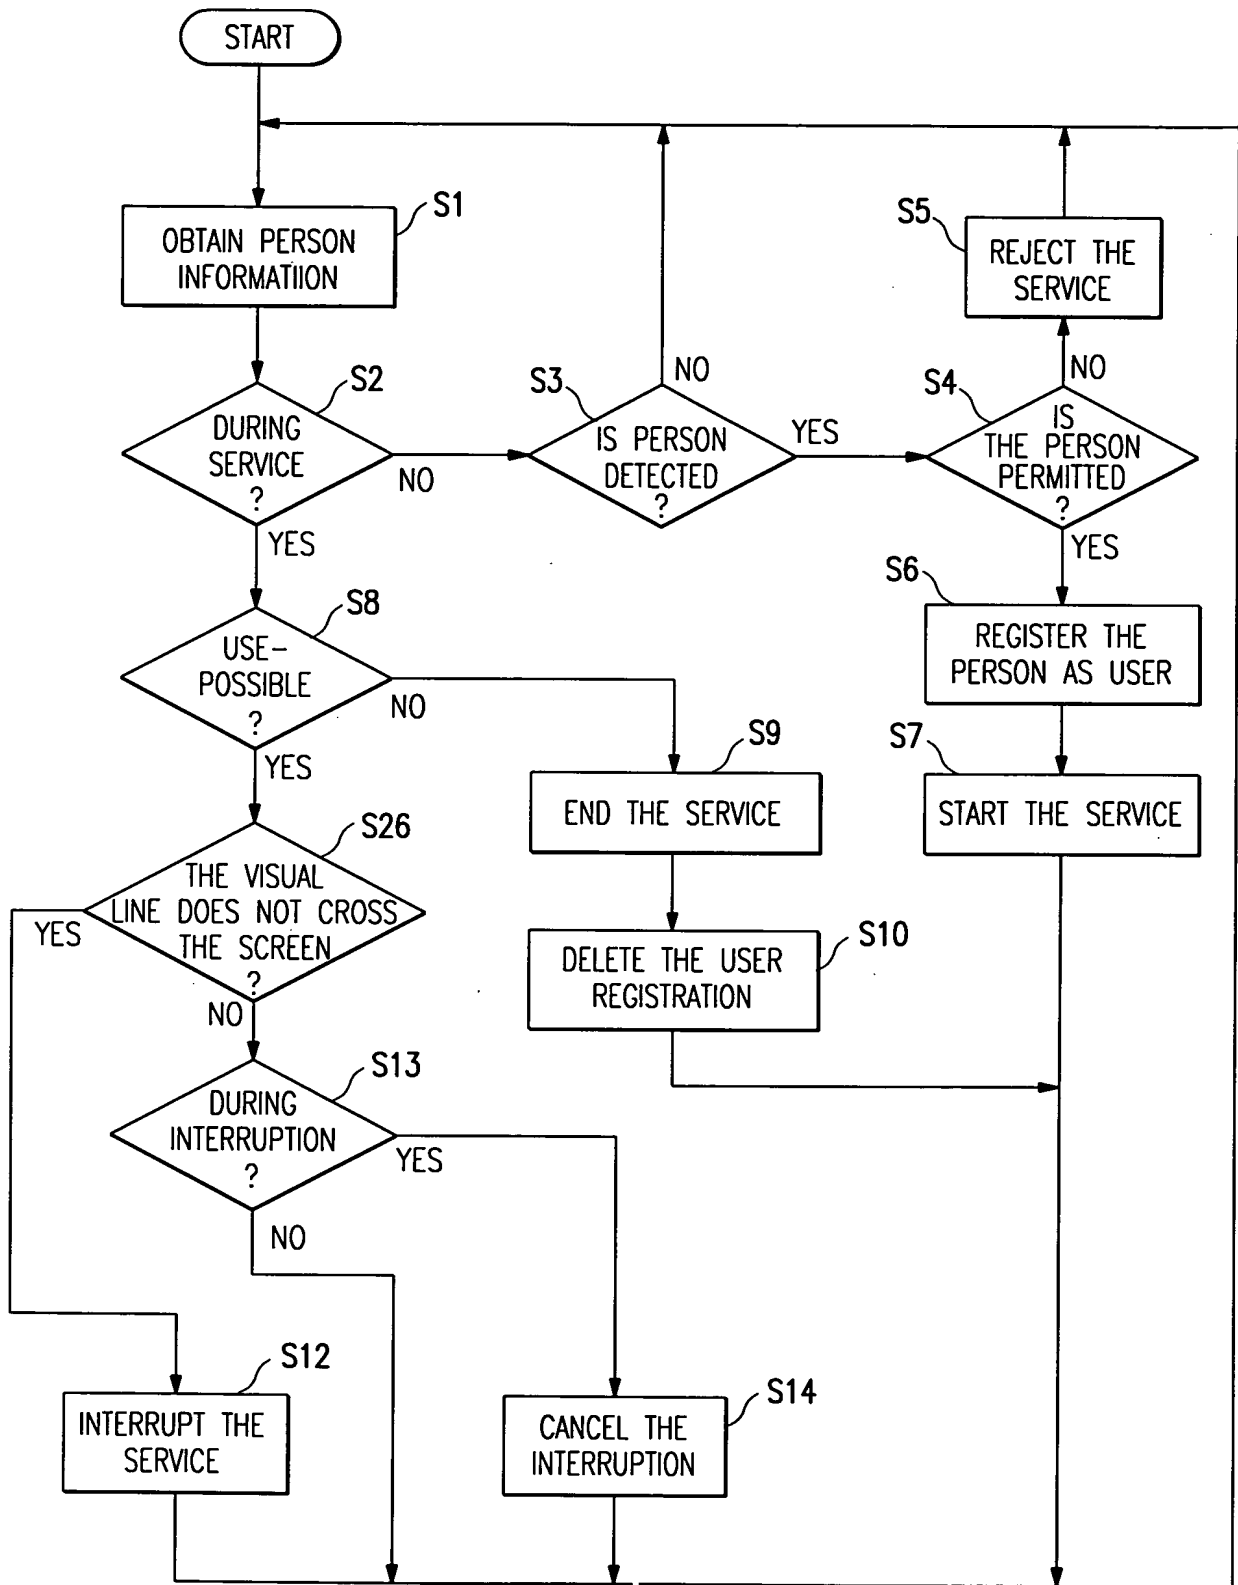 START
S1
OBTAIN PERSON
INFORMATIION
S2
DURING
SERVICE
?
NO
YES
S3
IS PERSON
DETECTED
?
NO
YES
S4
IS
THE PERSON
PERMITTED
?
NO
YES
S5
REJECT THE
SERVICE
S6
REGISTER THE
PERSON AS USER
S7
START THE SERVICE
S8
USE-
POSSIBLE
?
NO
YES
S9
END THE SERVICE
S10
DELETE THE USER
REGISTRATION
S26
THE VISUAL
LINE DOES NOT CROSS
THE SCREEN
?
YES
NO
S13
DURING
INTERRUPTION
?
YES
NO
S12
INTERRUPT THE
SERVICE
S14
CANCEL THE
INTERRUPTION